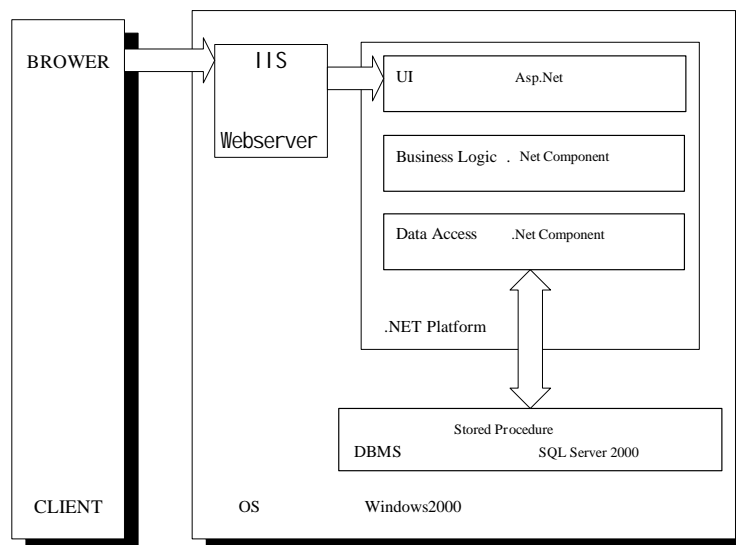 BROWER
CLIENT
IIS
Webserver
UI Asp.Net
Business Logic . Net Component
Data Access .Net Component
.NET Platform
Stored Procedure
DBMS SQL Server 2000
OS Windows2000